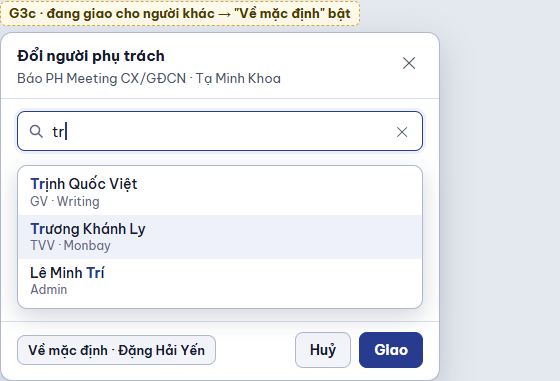 G3c · đang giao cho người khác → "Về mặc định" bật
Đổi người phụ trách
Báo PH Meeting CX/GĐCN · Tạ Minh Khoa
tr
Trịnh Quốc Việt
GV · Writing
Trương Khánh Ly
TVV · Monbay
Lê Minh Trí
Admin
Về mặc định · Đặng Hải Yến
Huỷ
Giao